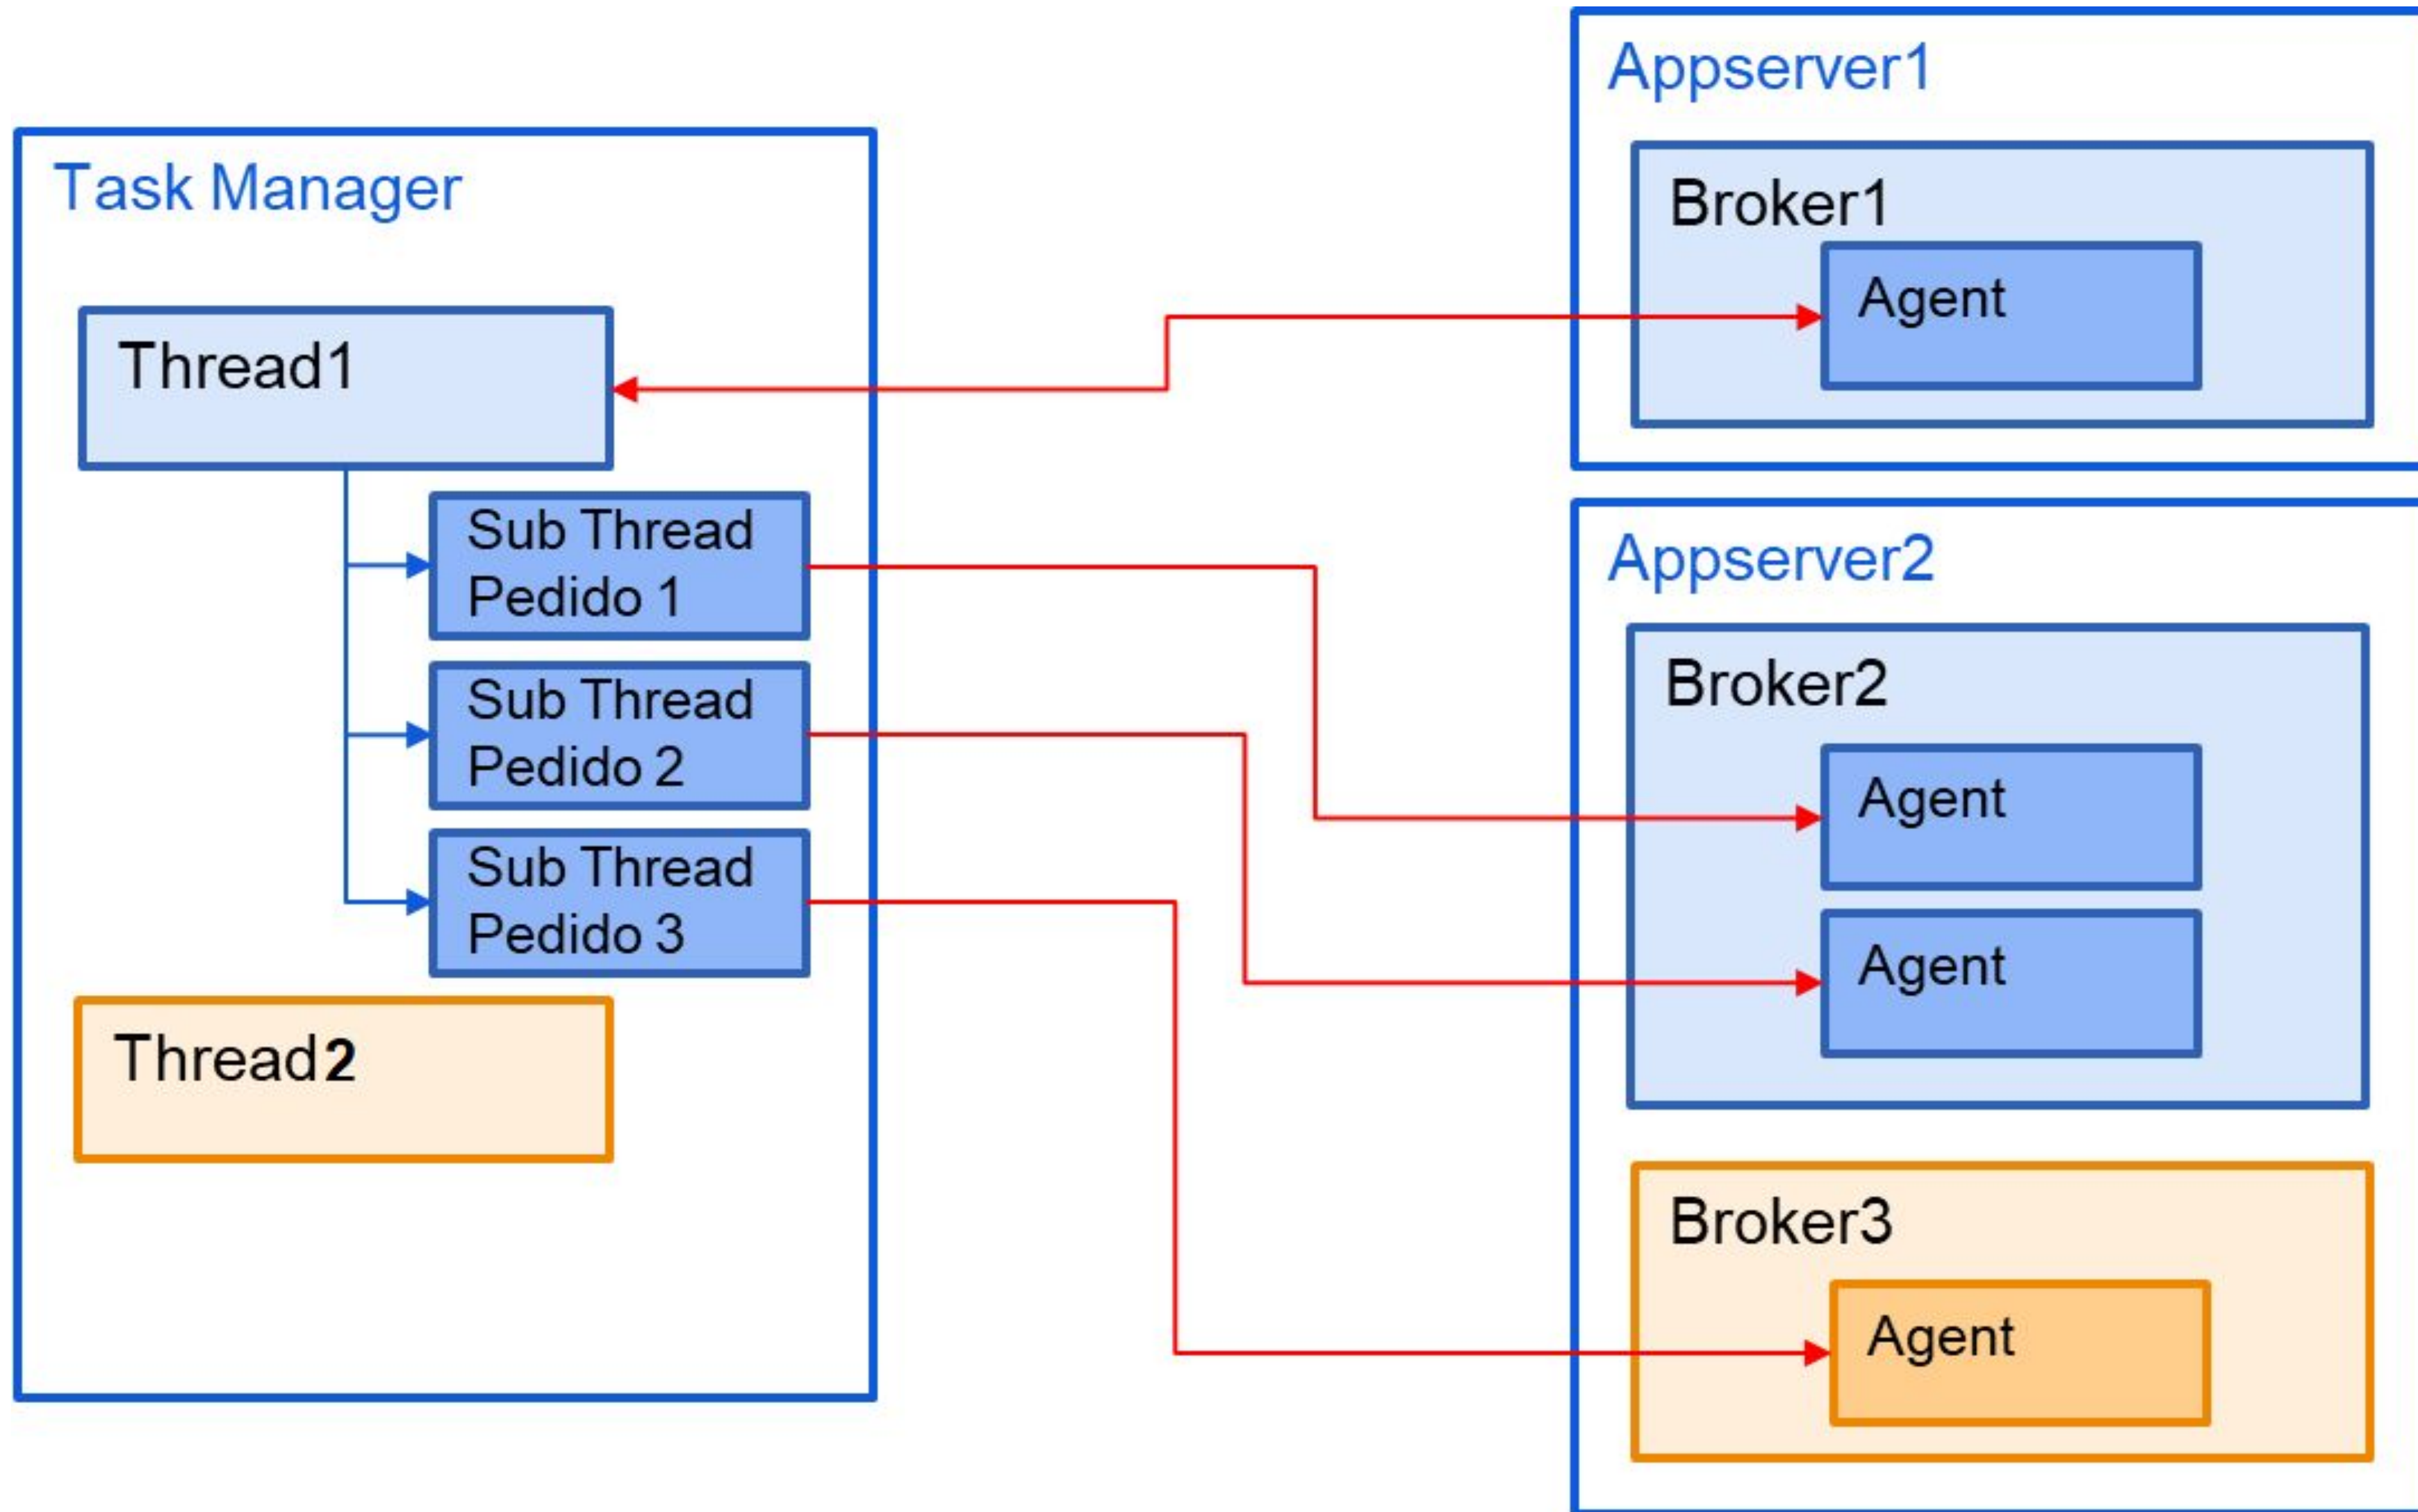 Task Manager
Thread1
Sub Thread
Pedido 1
Sub Thread
Pedido 2
Sub Thread
Pedido 3
Thread2
Appserver1
Broker1
Agent
Appserver2
Broker2
Agent
Agent
Broker3
Agent